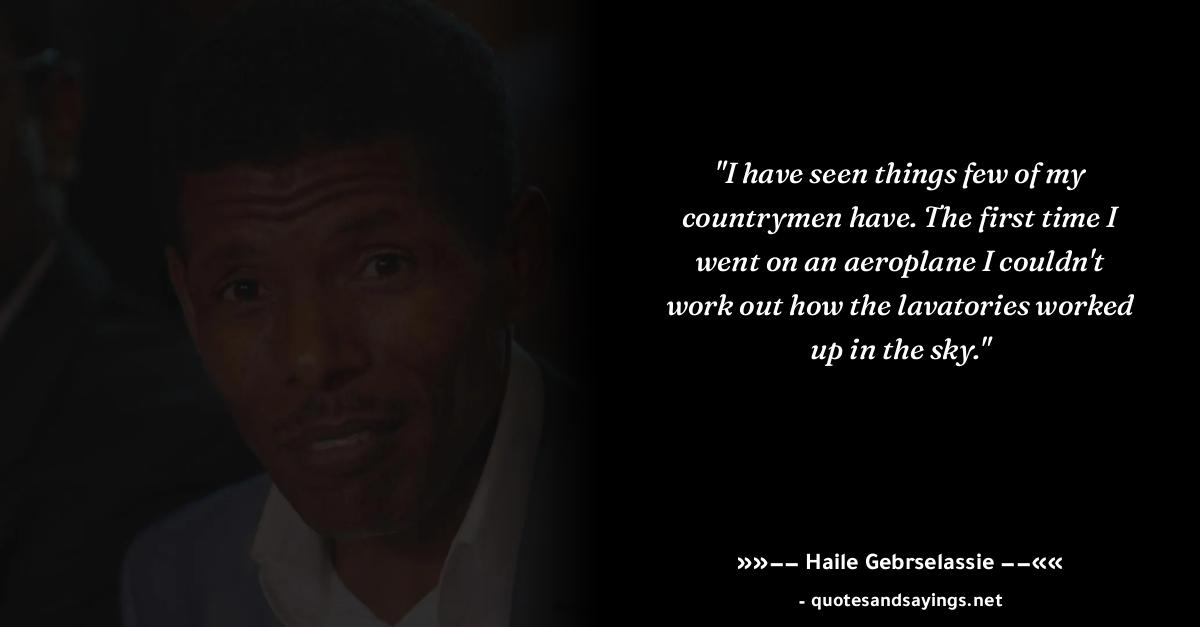 "I have seen things few of my
countrymen have. The first time I
went on an aeroplane I couldn't
work out how the lavatories worked
up in the sky."
»»−− Haile Gebrselassie −−««
- quotesandsayings.net